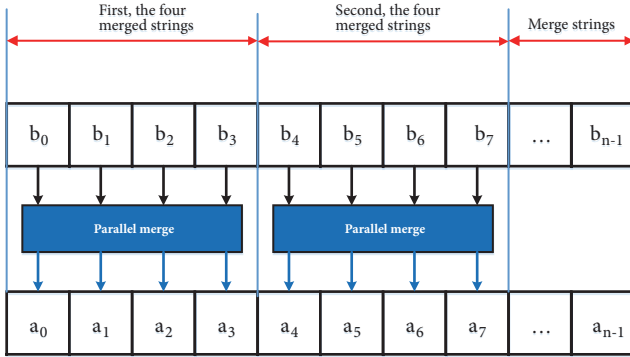 First, the four
merged strings
Second, the four
merged strings
Merge strings
b₀ b₁ b₂ b₃ b₄ b₅ b₆ b₇ … bₙ₋₁
Parallel merge Parallel merge
a₀ a₁ a₂ a₃ a₄ a₅ a₆ a₇ … aₙ₋₁